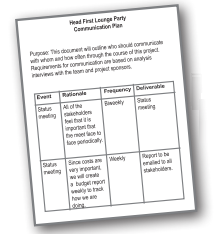 Head First Lounge Party
Communication Plan
Purpose: This document will outline who should communicate
with whom and how often through the course of this project.
Requirements for communication are based on analysis
interviews with the team and project sponsors.
Event Rationale Frequency Deliverable
Status meeting
All of the
stakeholders
feel that it is
important that
the meet face to
face periodically.
Biweekly
Status
meeting
Status
meeting
Since costs are
very important,
we will create
a budget report
weekly to track
how we are
doing.
Weekly
Report to be
emailed to all
stakeholders.